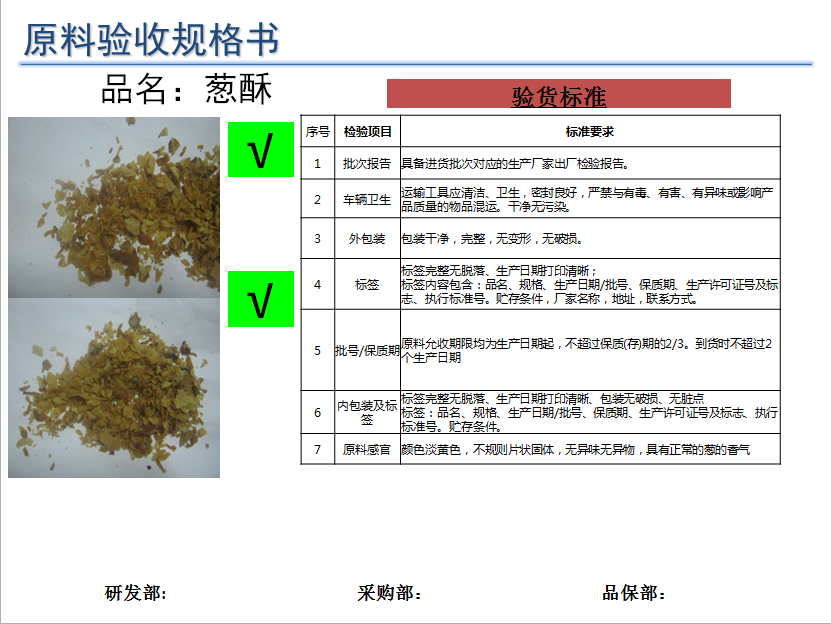 原料验收规格书
品名：葱酥
验货标准
√
√
序号 检验项目 标准要求
1 批次报告 具备进货批次对应的生产厂家出厂检验报告。
2 车辆卫生 运输工具应清洁、卫生，密封良好，严禁与有毒、有害、有异味或影响产
品质量的物品混运。干净无污染。
3 外包装 包装干净，完整，无变形，无破损。
4 标签 标签完整无脱落、生产日期打印清晰；
标签内容包含：品名、规格、生产日期/批号、保质期、生产许可证号及标
志、执行标准号。贮存条件，厂家名称，地址，联系方式。
5 批号/保质期 原料允收期限均为生产日期起，不超过保质(存)期的2/3。到货时不超过2
个生产日期
6 内包装及标
签 标签完整无脱落、生产日期打印清晰、包装无破损、无脏点
标签：品名、规格、生产日期/批号、保质期、生产许可证号及标志、执行
标准号。贮存条件。
7 原料感官 颜色淡黄色，不规则片状固体，无异味无异物，具有正常的葱的香气
研发部:
采购部：
品保部：